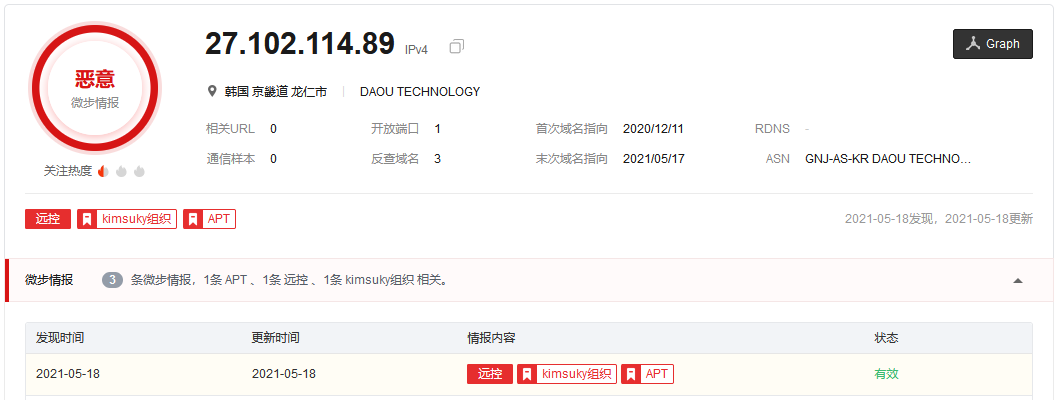 恶意
微步情报
关注热度
27.102.114.89 IPv4
Graph
韩国 京畿道 龙仁市 | DAOU TECHNOLOGY
相关URL 0 开放端口 1 首次域名指向 2020/12/11 RDNS -
通信样本 0 反查域名 3 末次域名指向 2021/05/17 ASN GNJ-AS-KR DAOU TECHNO...
远控 kimsuky组织 APT 2021-05-18发现，2021-05-18更新
微步情报 3 条微步情报，1条 APT 、1条 远控 、1条 kimsuky组织 相关。
发现时间 更新时间 情报内容 状态
2021-05-18 2021-05-18 远控 kimsuky组织 APT 有效